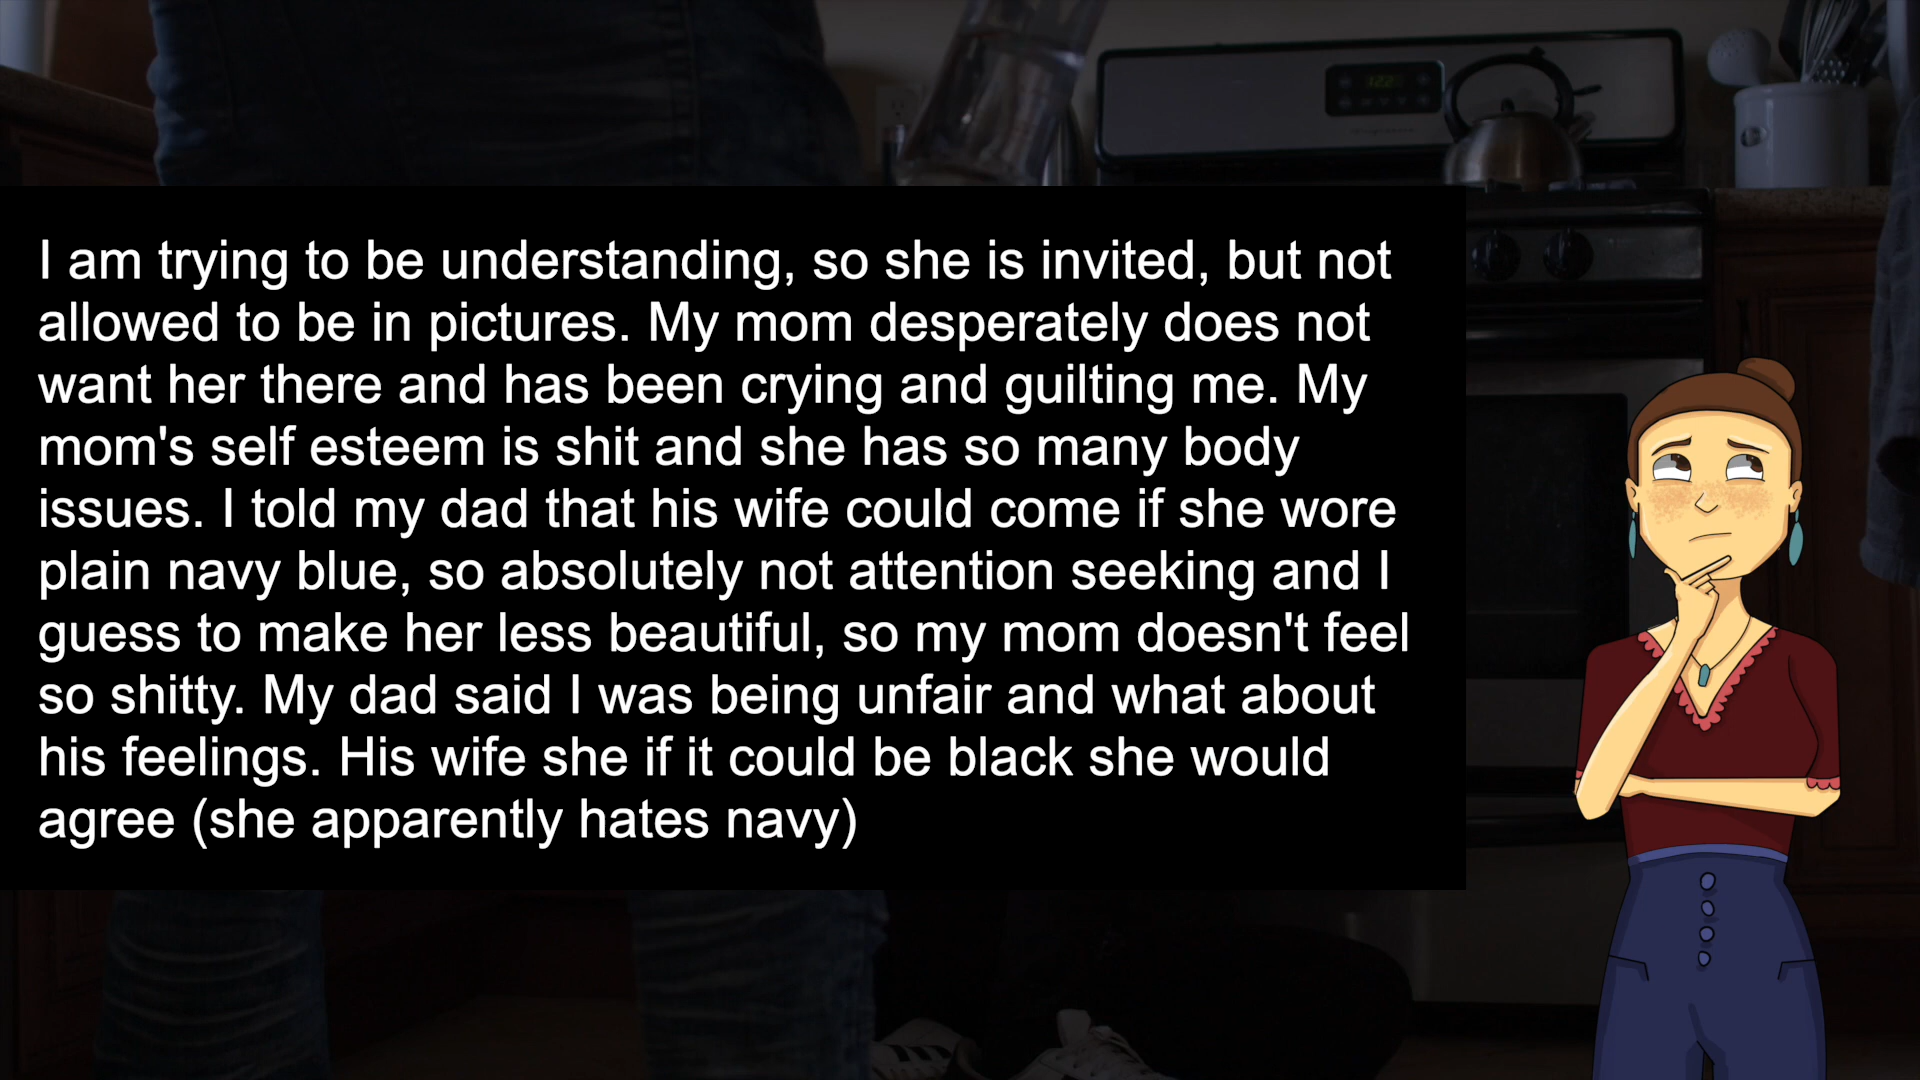 12:2
I am trying to be understanding, so she is invited, but not
allowed to be in pictures. My mom desperately does not
want her there and has been crying and guilting me. My
mom's self esteem is shit and she has so many body
issues. I told my dad that his wife could come if she wore
plain navy blue, so absolutely not attention seeking and I
guess to make her less beautiful, so my mom doesn't feel
so shitty. My dad said I was being unfair and what about
his feelings. His wife she if it could be black she would
agree (she apparently hates navy)